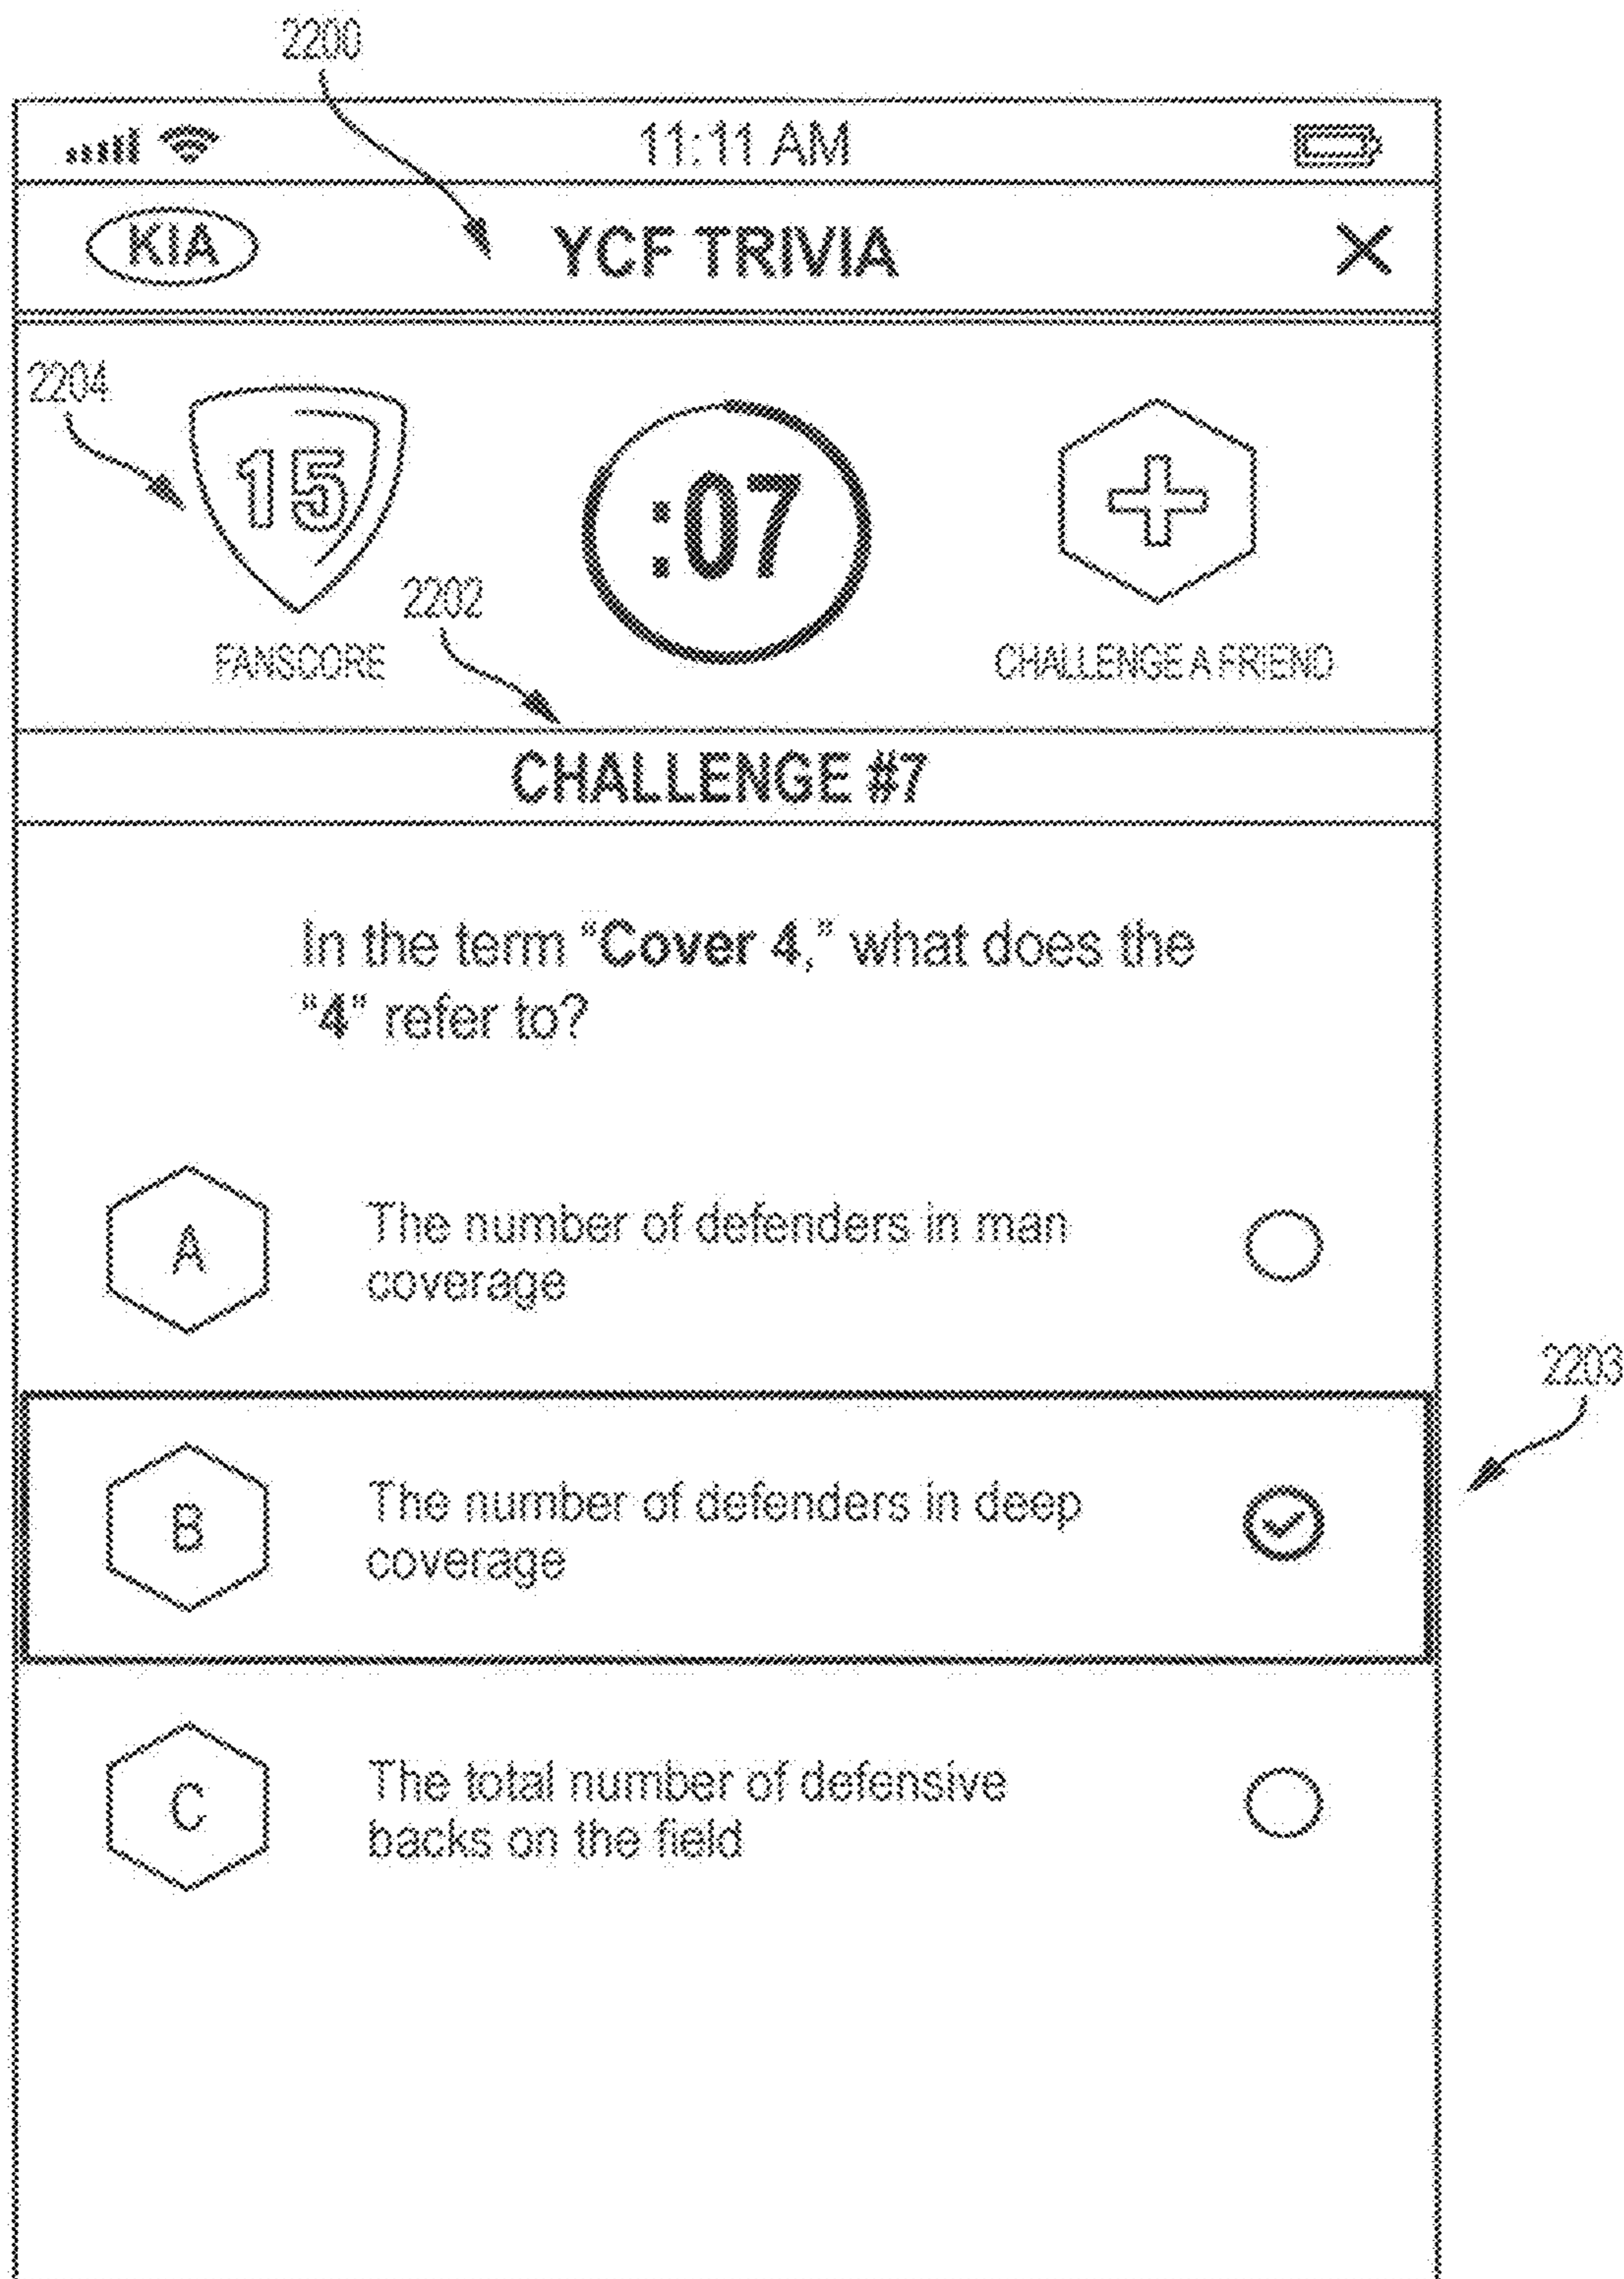 2200
11:11 AM
KIA
YCF TRIVIA
2204
15
:07
2202
FANSCORE
CHALLENGE A FRIEND
CHALLENGE #7
In the term “Cover 4,” what does the
“4” refer to?
A
The number of defenders in man
coverage
2203
B
The number of defenders in deep
coverage
C
The total number of defensive
backs on the field